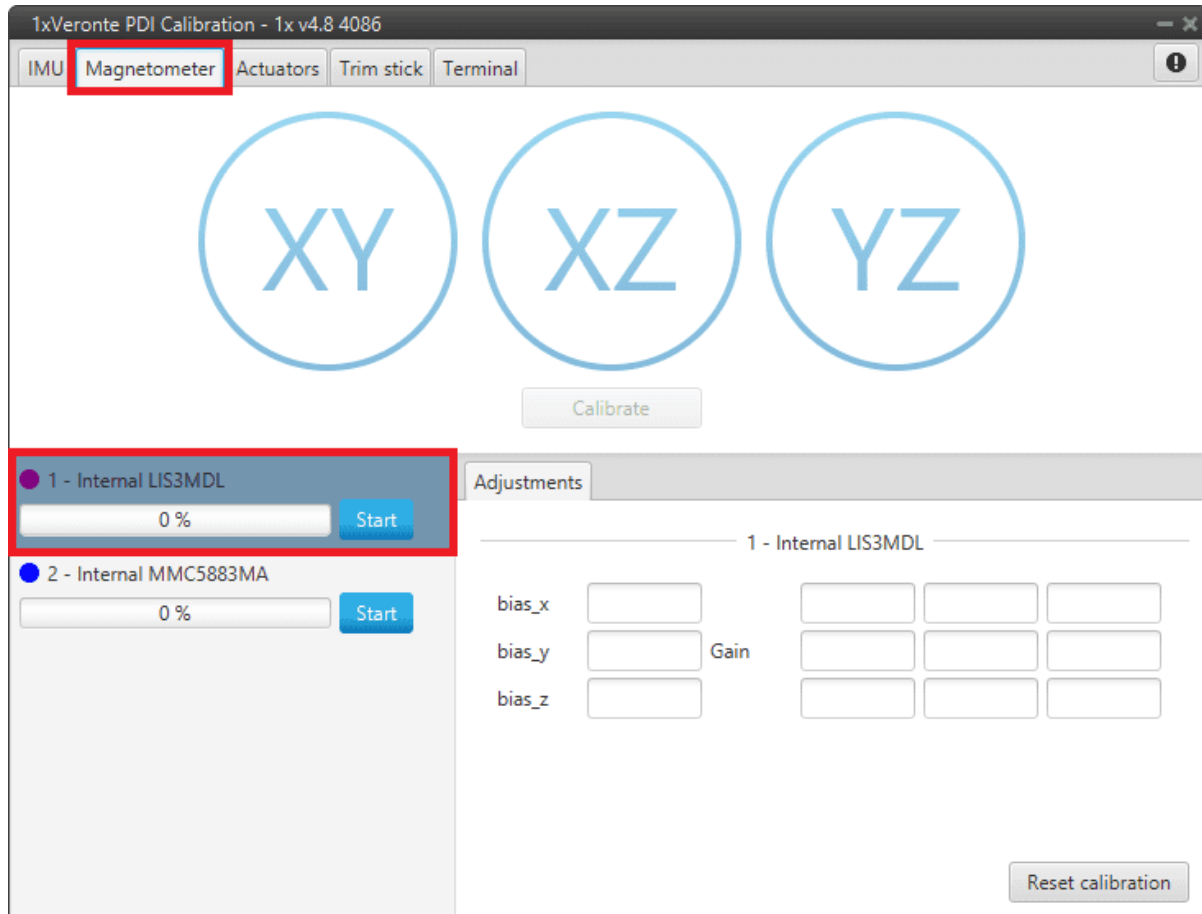 1xVeronte PDI Calibration - 1x v4.8 4086
IMU Magnetometer Actuators Trim stick Terminal
XY XZ YZ
Calibrate
1 - Internal LIS3MDL
0 % Start
2 - Internal MMC5883MA
0 % Start
Adjustments
1 - Internal LIS3MDL
bias_x
bias_y Gain
bias_z
Reset calibration